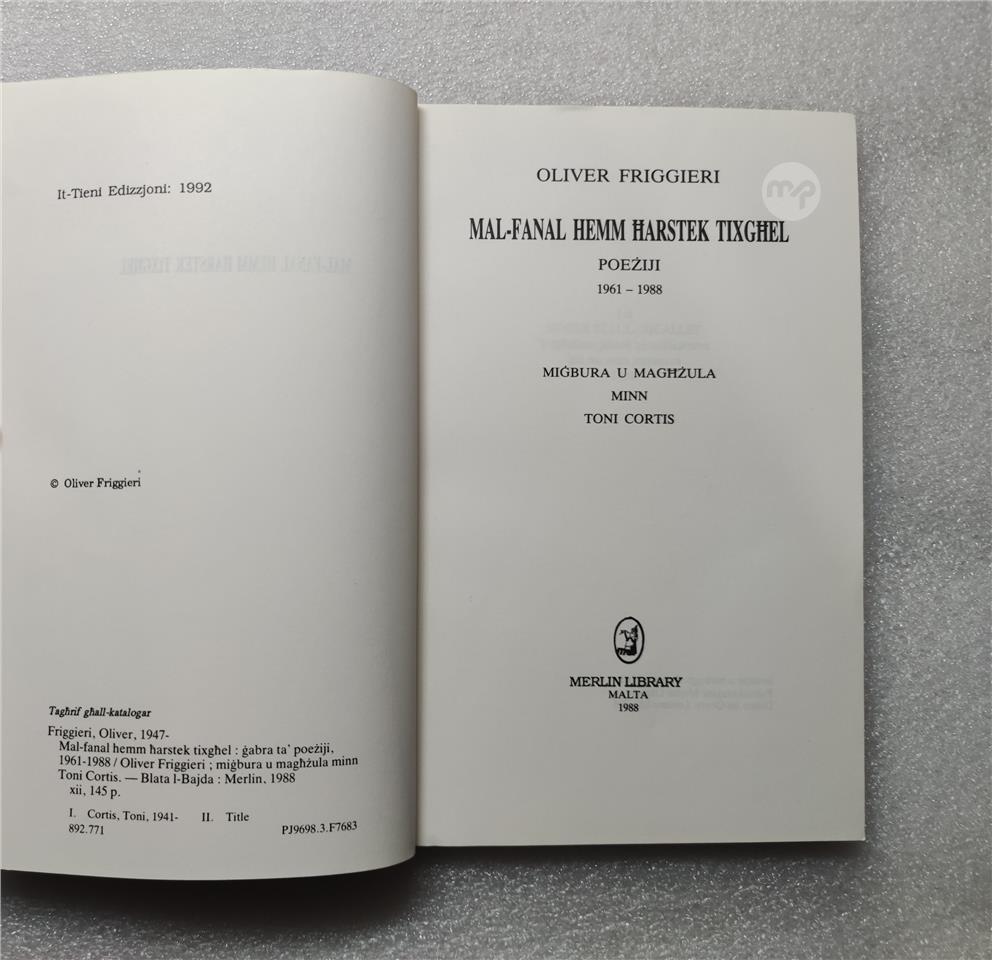 It-Tieni Edizzjoni: 1992
© Oliver Friggieri
Tagħrif għall-katalogar
Friggieri, Oliver, 1947-
Mal-fanal hemm ħarstek tixgħel : ġabra ta' poeżiji,
1961-1988 / Oliver Friggieri ; miġbura u magħżula minn
Toni Cortis. — Blata l-Bajda : Merlin, 1988
xii, 145 p.
I. Cortis, Toni, 1941- II. Title
892.771 PJ9698.3.F7683
OLIVER FRIGGIERI
MAL-FANAL HEMM ĦARSTEK TIXGĦEL
POEŻIJI
1961 – 1988
MIĠBURA U MAGĦŻULA
MINN
TONI CORTIS
MERLIN LIBRARY
MALTA
1988
mp